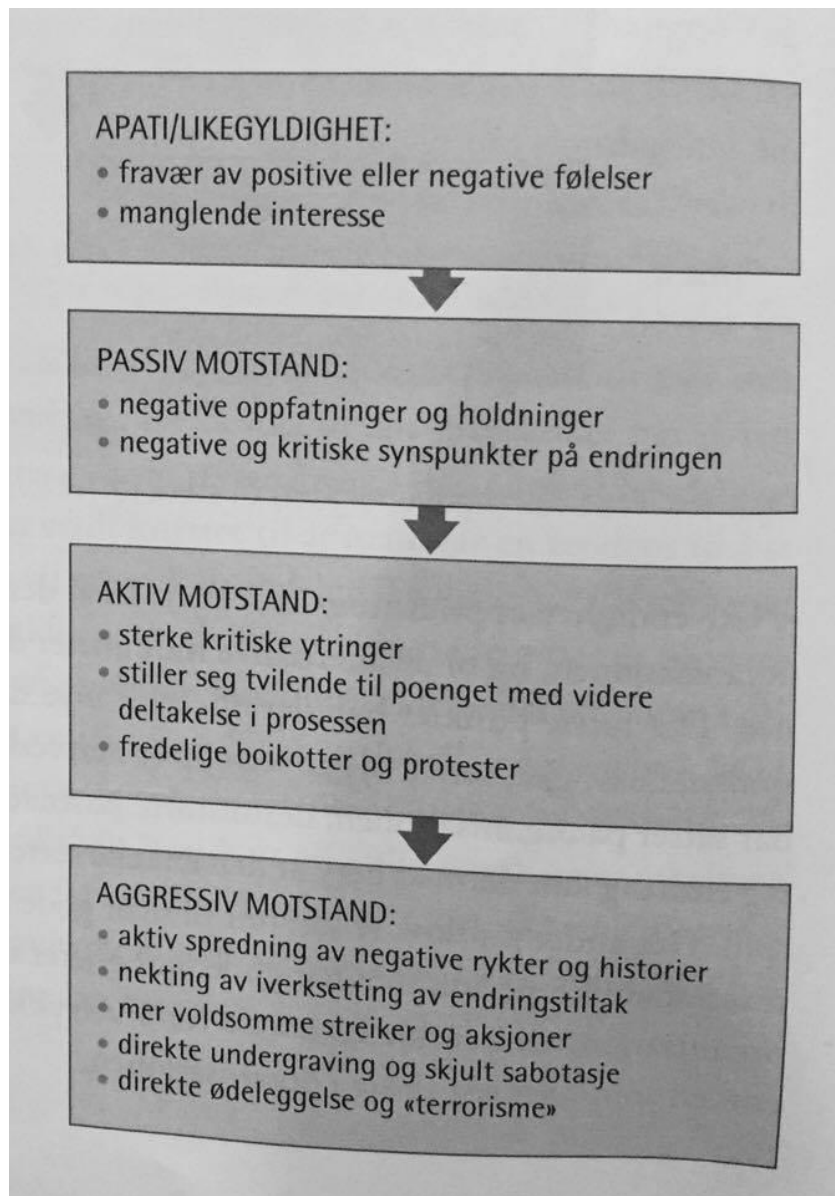 APATI/LIKEGYLDIGHET:
• fravær av positive eller negative følelser
• manglende interesse
PASSIV MOTSTAND:
• negative oppfatninger og holdninger
• negative og kritiske synspunkter på endringen
AKTIV MOTSTAND:
• sterke kritiske ytringer
• stiller seg tvilende til poenget med videre
deltakelse i prosessen
• fredelige boikotter og protester
AGGRESSIV MOTSTAND:
• aktiv spredning av negative rykter og historier
• nekting av iverksetting av endringstiltak
• mer voldsomme streiker og aksjoner
• direkte undergraving og skjult sabotasje
• direkte ødeleggelse og «terrorisme»